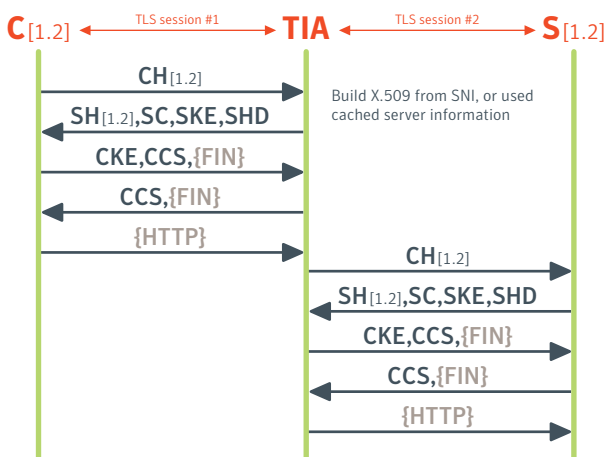 C[1.2] TLS session #1 TIA TLS session #2 S[1.2]
CH[1.2]
Build X.509 from SNI, or used
cached server information
SH[1.2],SC,SKE,SHD
CKE,CCS,{FIN}
CCS,{FIN}
{HTTP}
CH[1.2]
SH[1.2],SC,SKE,SHD
CKE,CCS,{FIN}
CCS,{FIN}
{HTTP}